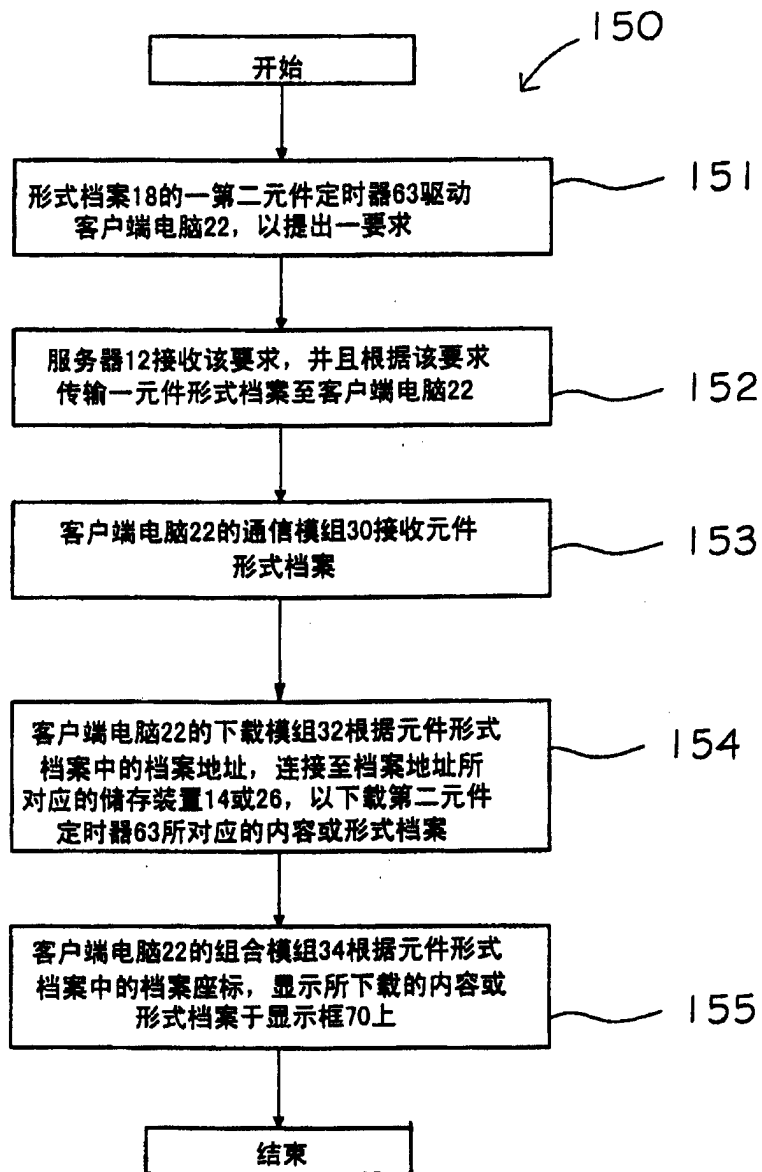 150
开始
形式档案18的一第二元件定时器63驱动
客户端电脑22，以提出一要求
151
服务器12接收该要求，并且根据该要求
传输一元件形式档案至客户端电脑22
152
客户端电脑22的通信模组30接收元件
形式档案
153
客户端电脑22的下载模组32根据元件形式
档案中的档案地址，连接至档案地址所
对应的储存装置14或26，以下载第二元件
定时器63所对应的内容或形式档案
154
客户端电脑22的组合模组34根据元件形式
档案中的档案座标，显示所下载的内容或
形式档案于显示框70上
155
结束